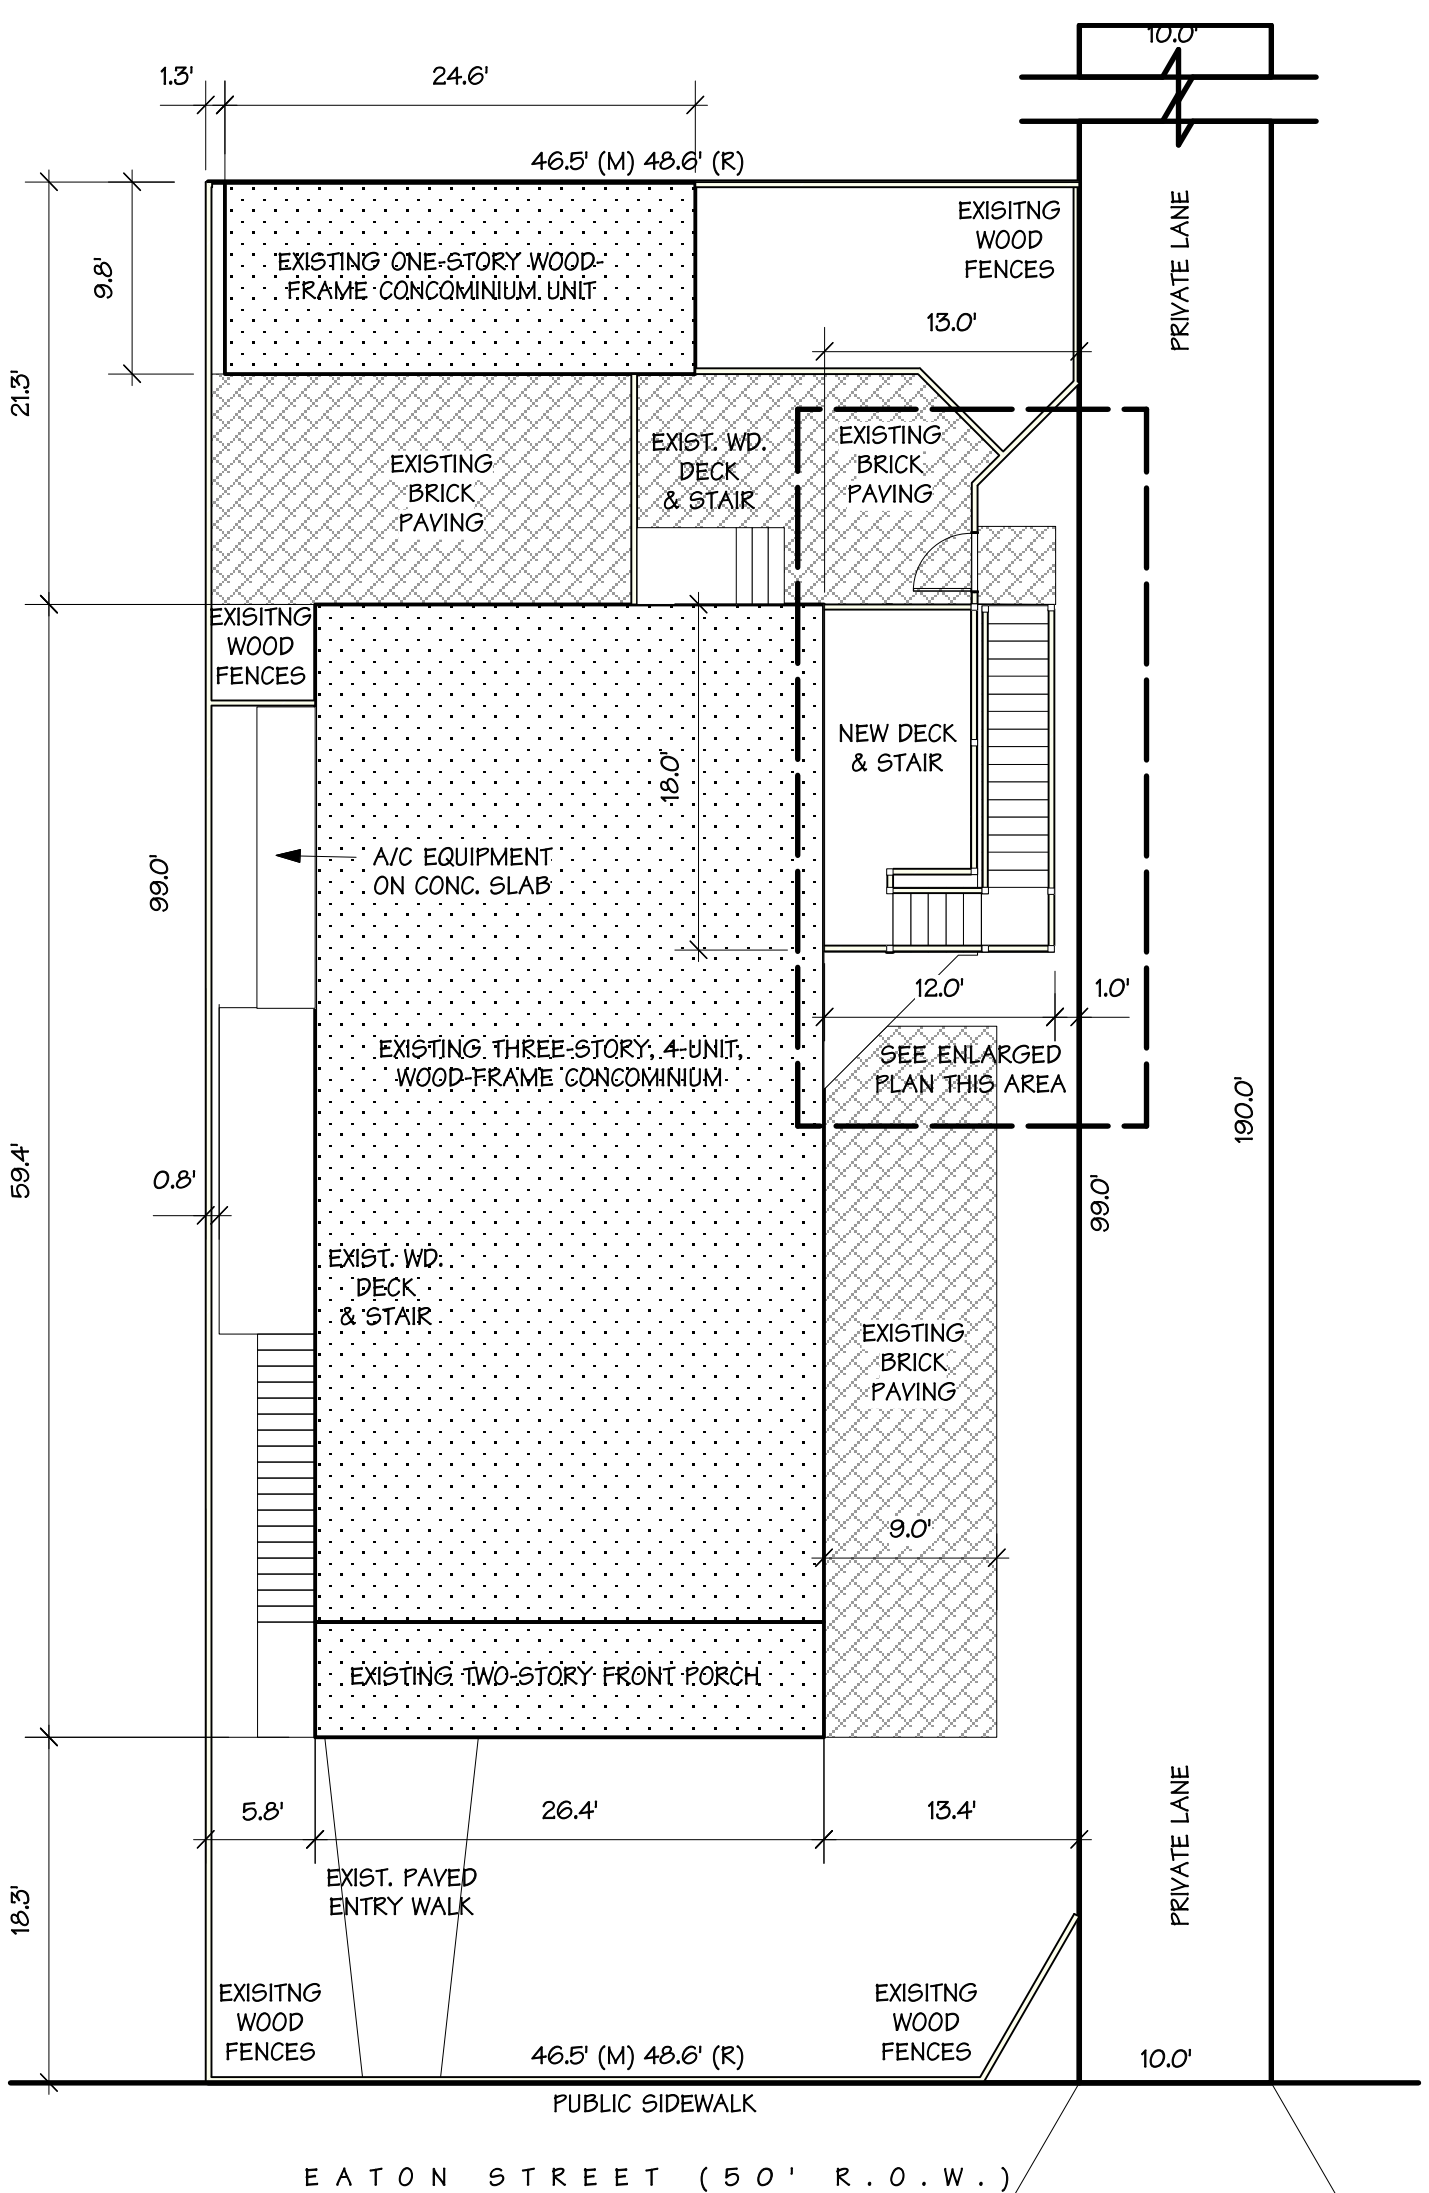 10.0'
1.3'
24.6'
46.5' (M) 48.6' (R)
PRIVATE LANE
EXISITNG
WOOD
FENCES
9.8'
EXISTING ONE-STORY WOOD-
FRAME CONCOMINIUM UNIT
13.0'
21.3'
EXISTING
BRICK
PAVING
EXIST. WD.
DECK
& STAIR
EXISTING
BRICK
PAVING
EXISITNG
WOOD
FENCES
NEW DECK
& STAIR
18.0'
99.0'
A/C EQUIPMENT
ON CONC. SLAB
12.0'
1.0'
EXISTING THREE-STORY, 4-UNIT,
WOOD-FRAME CONCOMINIUM
SEE ENLARGED
PLAN THIS AREA
190.0'
59.4'
0.8'
99.0'
EXIST. WD.
DECK
& STAIR
EXISTING
BRICK
PAVING
9.0'
EXISTING TWO-STORY FRONT PORCH
5.8'
26.4'
13.4'
PRIVATE LANE
EXIST. PAVED
ENTRY WALK
18.3'
EXISITNG
WOOD
FENCES
EXISITNG
WOOD
FENCES
46.5' (M) 48.6' (R)
10.0'
PUBLIC SIDEWALK
EATON STREET (50' R.O.W.)